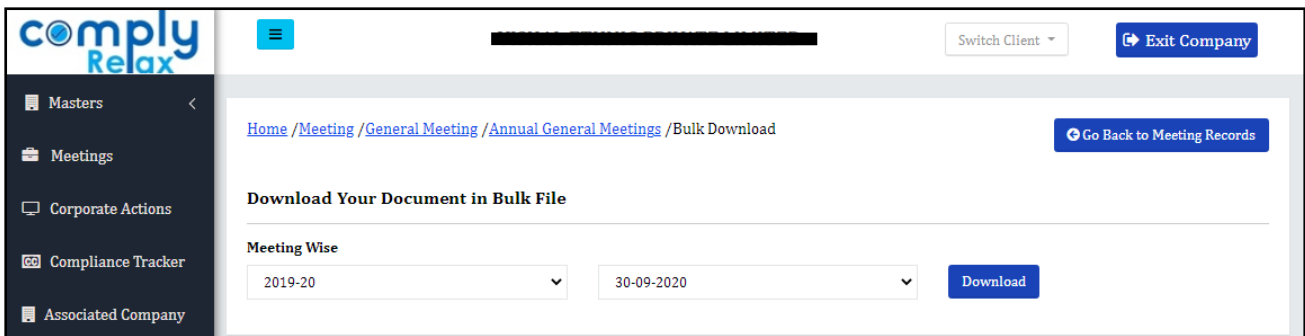 comply
Relax
Switch Client
Exit Company
Masters
Home /Meeting /General Meeting /Annual General Meetings /Bulk Download
Go Back to Meeting Records
Meetings
Download Your Document in Bulk File
Corporate Actions
Meeting Wise
CC Compliance Tracker
2019-20 30-09-2020 Download
Associated Company